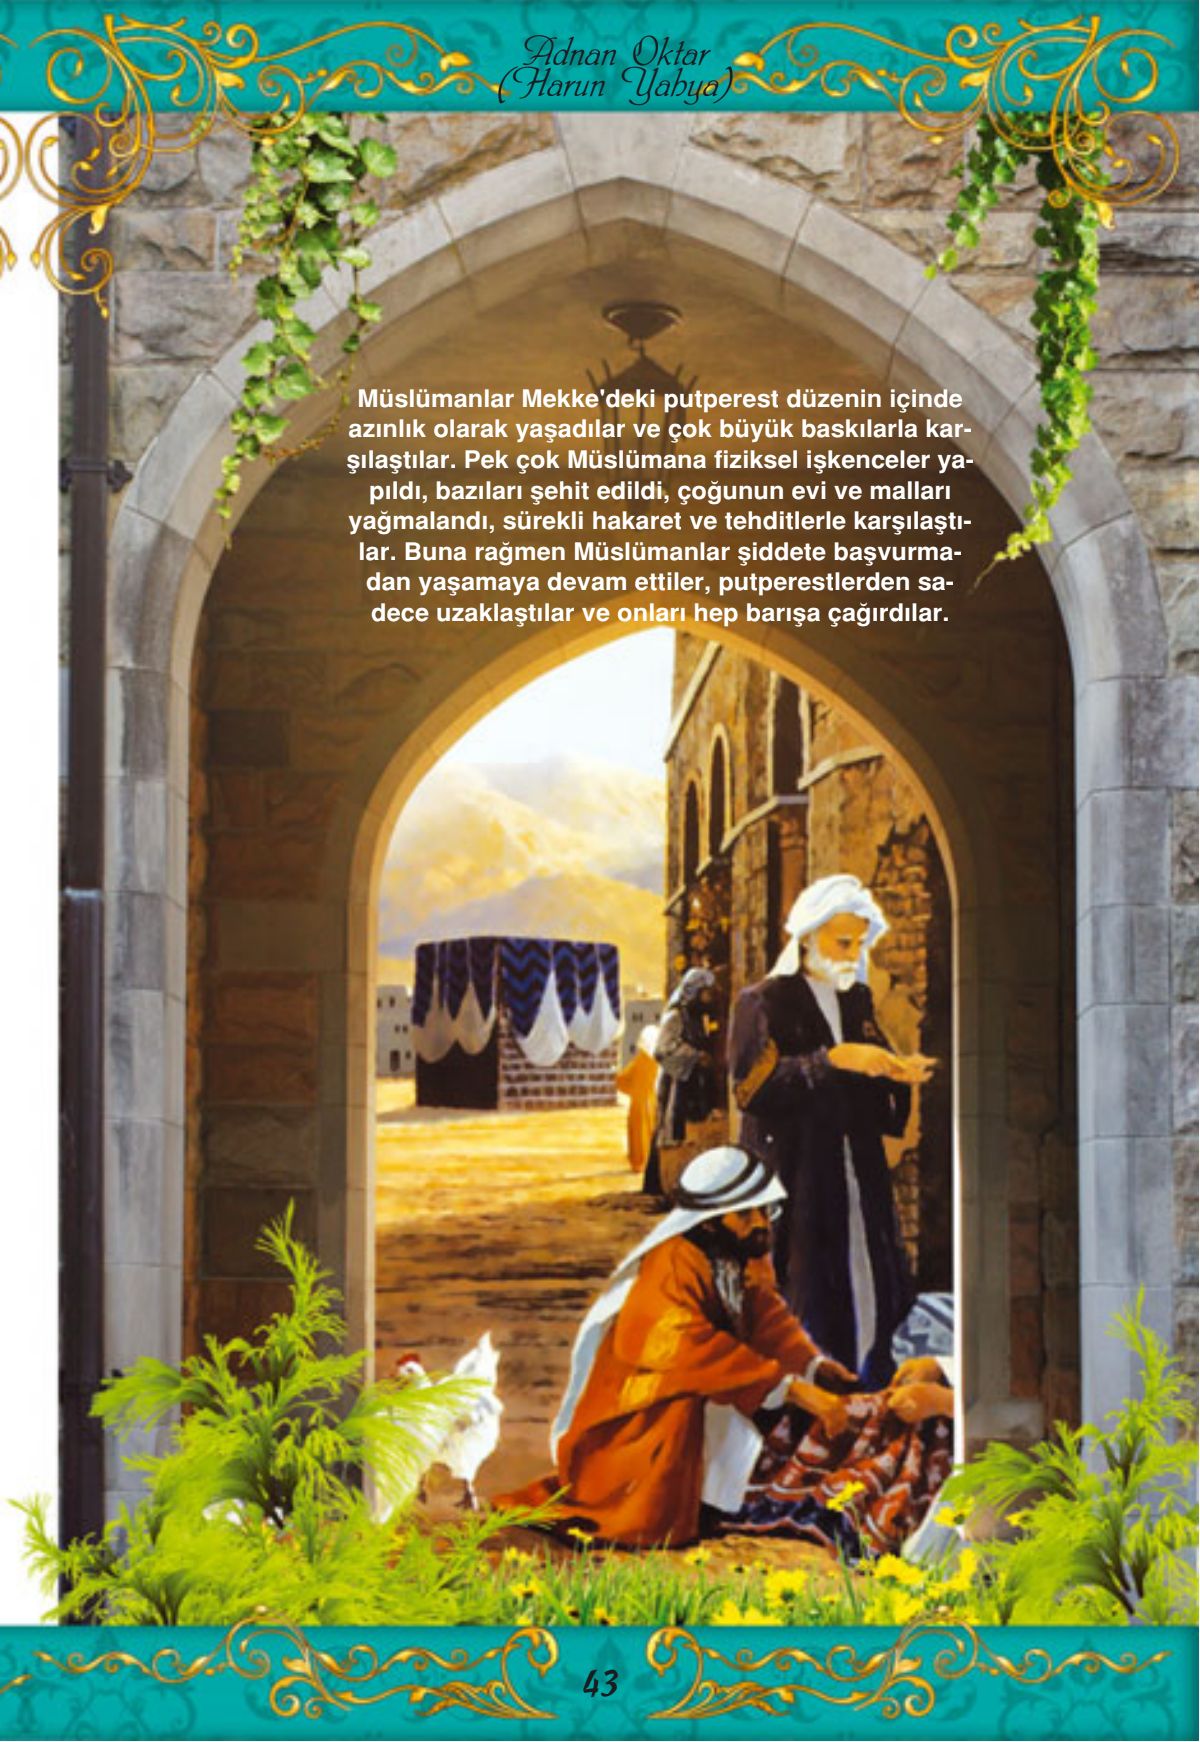 Adnan Oktar
(Harun Yahya)
Müslümanlar Mekke'deki putperest düzenin içinde
azınlık olarak yaşadılar ve çok büyük baskılarla kar-
şılaştılar. Pek çok Müslümana fiziksel işkenceler ya-
pıldı, bazıları şehit edildi, çoğunun evi ve malları
yağmalandı, sürekli hakaret ve tehditlerle karşılaştı-
lar. Buna rağmen Müslümanlar şiddete başvurma-
dan yaşamaya devam ettiler, putperestlerden sa-
dece uzaklaştılar ve onları hep barışa çağırdılar.
43